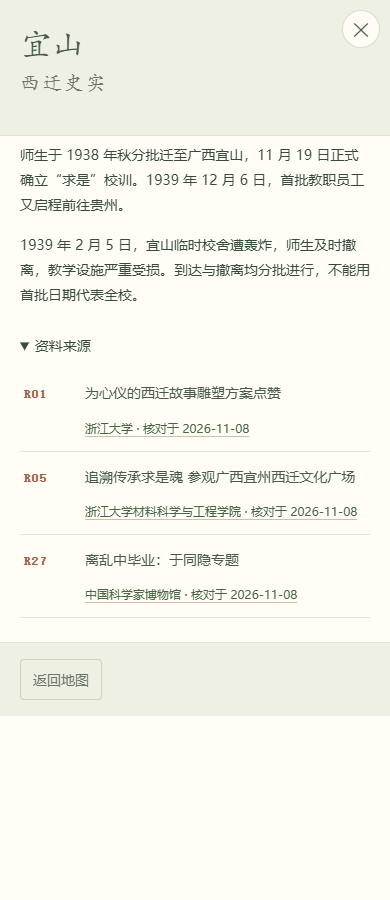 宜山
西迁史实
师生于 1938 年秋分批迁至广西宜山，11 月 19 日正式
确立“求是”校训。1939 年 12 月 6 日，首批教职员工
又启程前往贵州。
1939 年 2 月 5 日，宜山临时校舍遭轰炸，师生及时撤
离，教学设施严重受损。到达与撤离均分批进行，不能用
首批日期代表全校。
▼ 资料来源
R01 为心仪的西迁故事雕塑方案点赞
浙江大学 · 核对于 2026-11-08
R05 追溯传承求是魂 参观广西宜州西迁文化广场
浙江大学材料科学与工程学院 · 核对于 2026-11-08
R27 离乱中毕业：于同隐专题
中国科学家博物馆 · 核对于 2026-11-08
返回地图